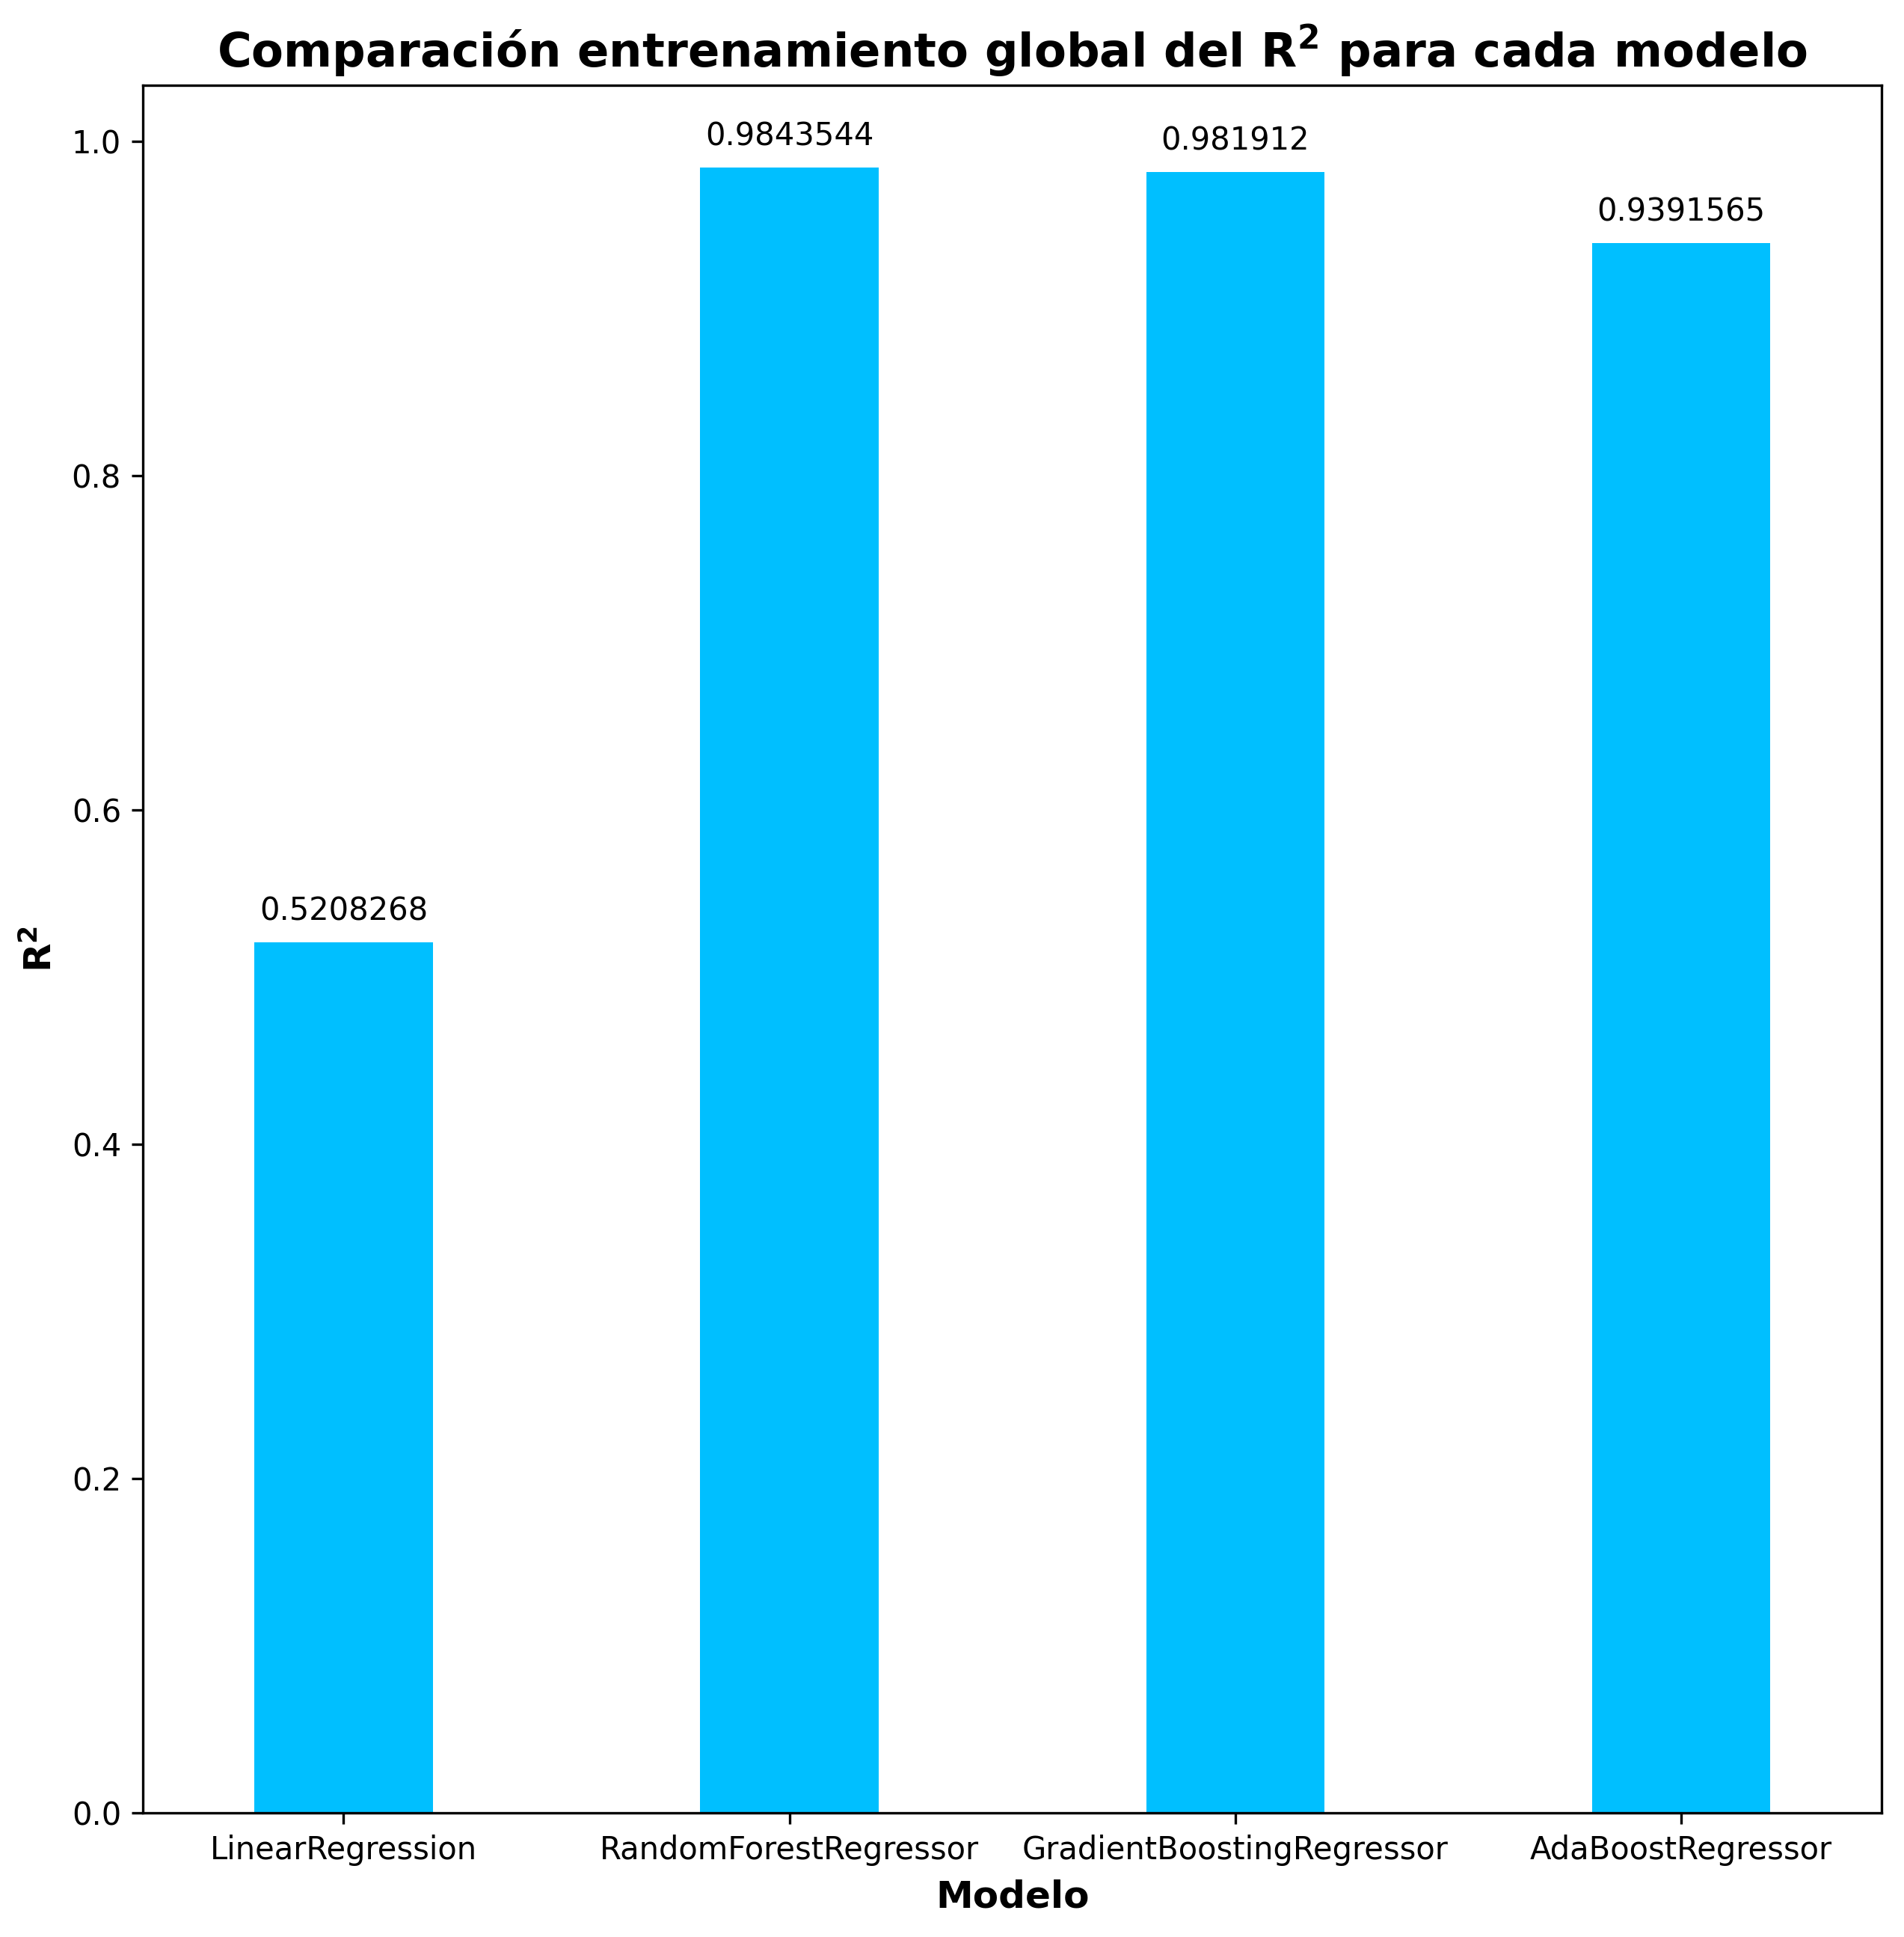 Comparación entrenamiento global del R² para cada modelo
1.0
0.8
0.6
0.4
0.2
0.0
R²
0.5208268
0.9843544
0.981912
0.9391565
LinearRegression
RandomForestRegressor
GradientBoostingRegressor
AdaBoostRegressor
Modelo